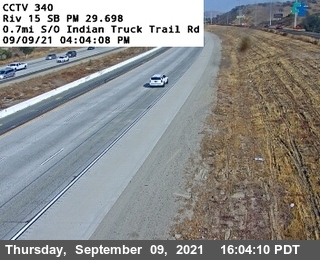 CCTV 340
Riv 15 SB PM 29.698
0.7mi S/O Indian Truck Trail Rd
09/09/21 04:04:08 PM
Thursday, September 09, 2021 16:04:10 PDT